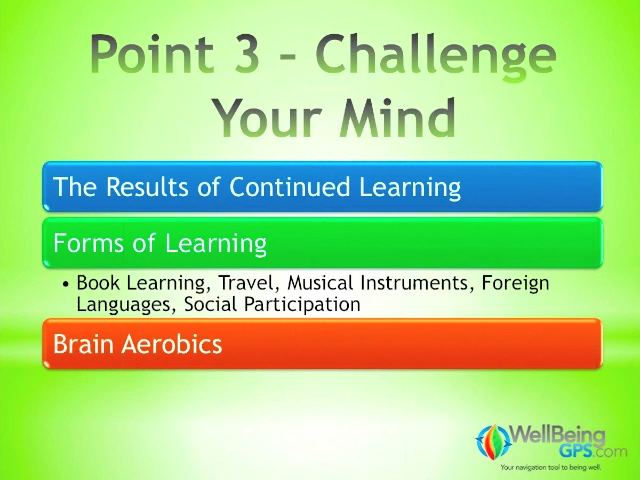 Point 3 – Challenge
Your Mind
The Results of Continued Learning
Forms of Learning
• Book Learning, Travel, Musical Instruments, Foreign
Languages, Social Participation
Brain Aerobics
WellBeing
GPS.com
Your navigation tool to being well.